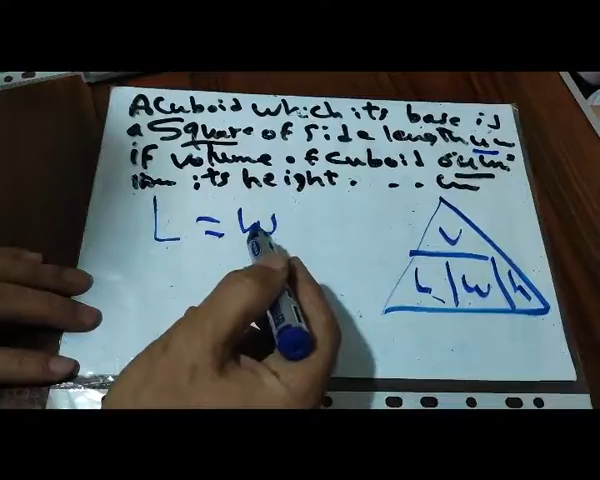 A Cuboid which its base is
a Square of side length
if volume of cuboid
its height. . . .
L = W
V
L W h